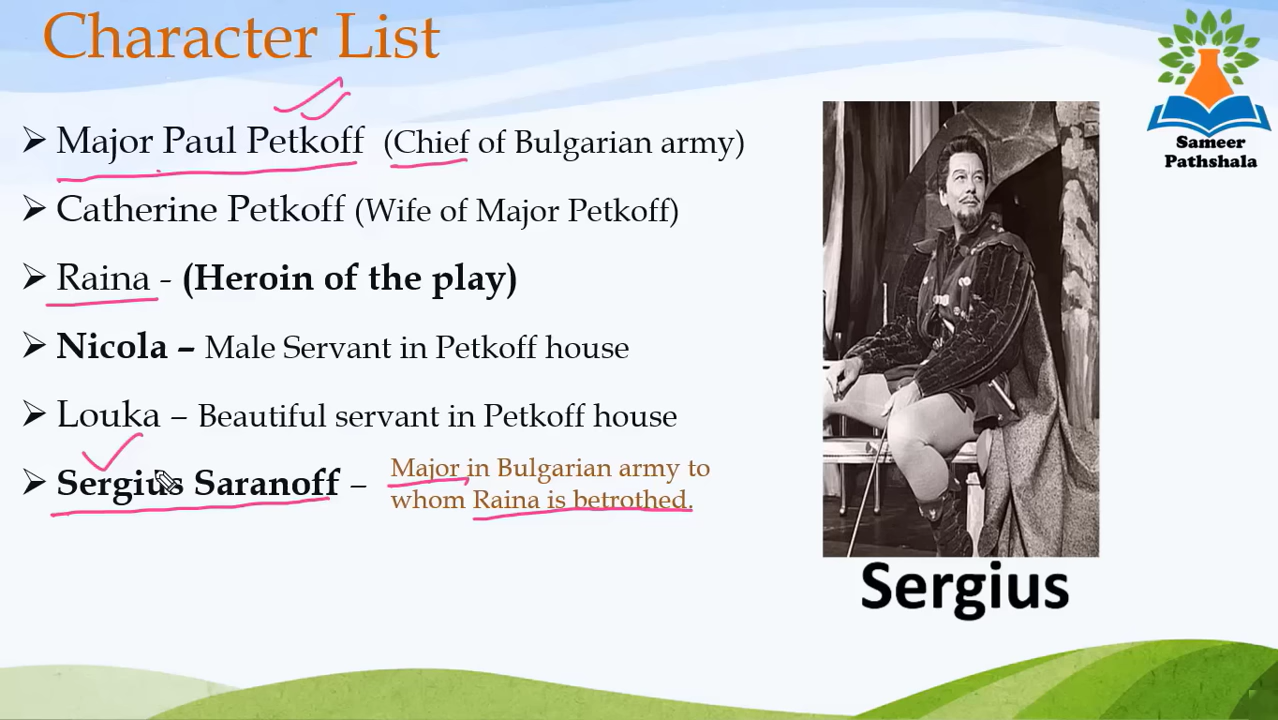 Character List
Sameer
Pathshala
➢ Major Paul Petkoff (Chief of Bulgarian army)
➢ Catherine Petkoff (Wife of Major Petkoff)
➢ Raina - (Heroin of the play)
➢ Nicola – Male Servant in Petkoff house
➢ Louka – Beautiful servant in Petkoff house
➢ Sergius Saranoff – Major in Bulgarian army to
whom Raina is betrothed.
Sergius